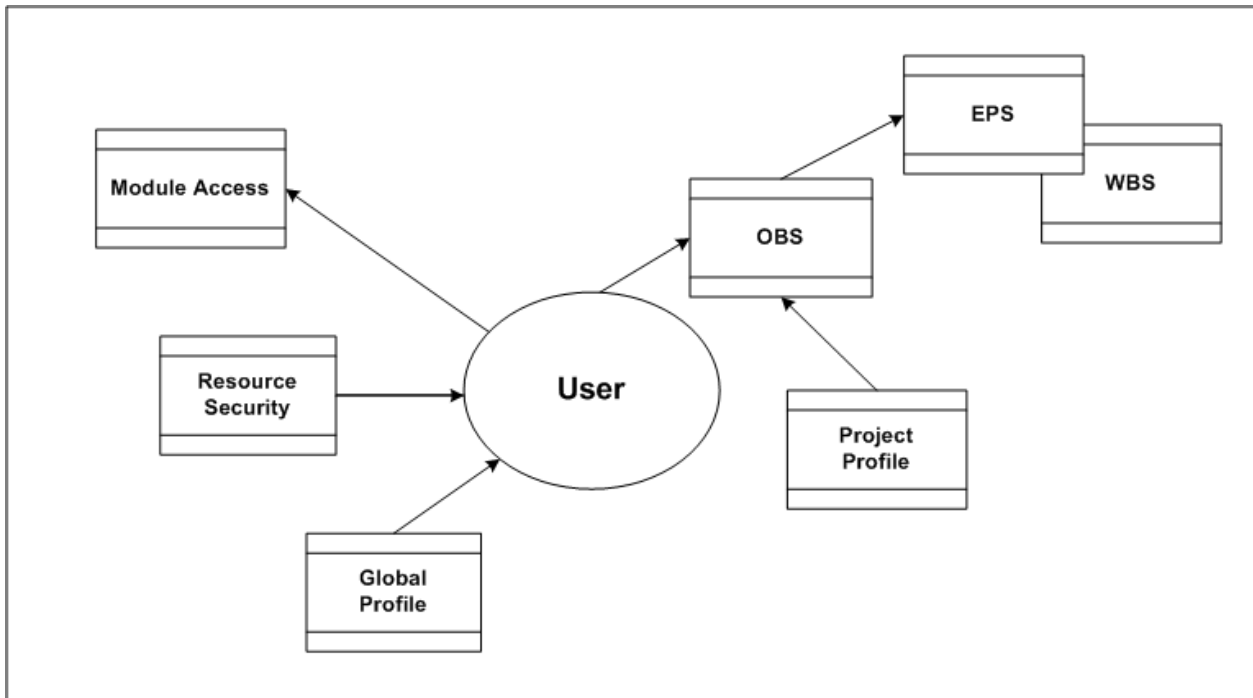 EPS
WBS
Module Access
OBS
Resource
Security
User
Project
Profile
Global
Profile